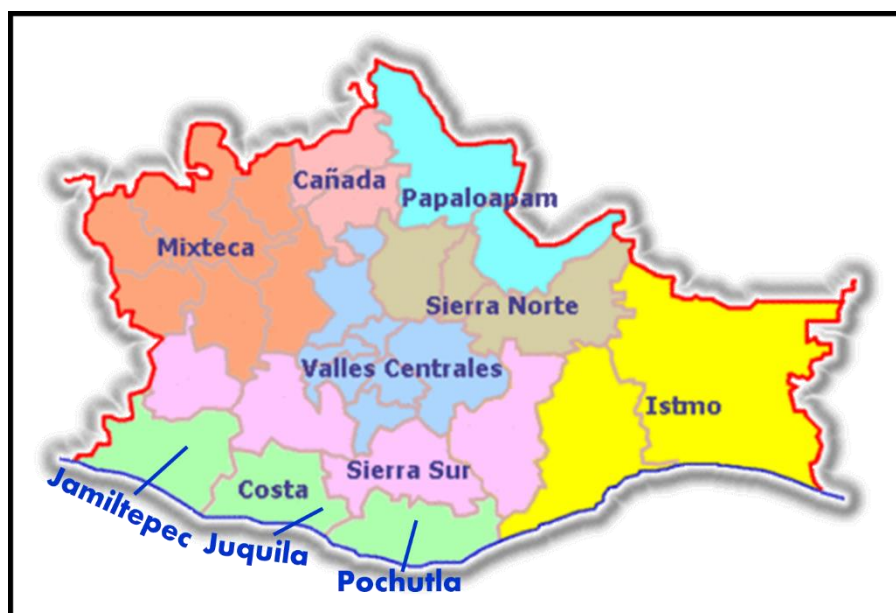 Cañada
Papaloapam
Mixteca
Sierra Norte
Valles Centrales
Istmo
Sierra Sur
Costa
Jamiltepec
Juquila
Pochutla